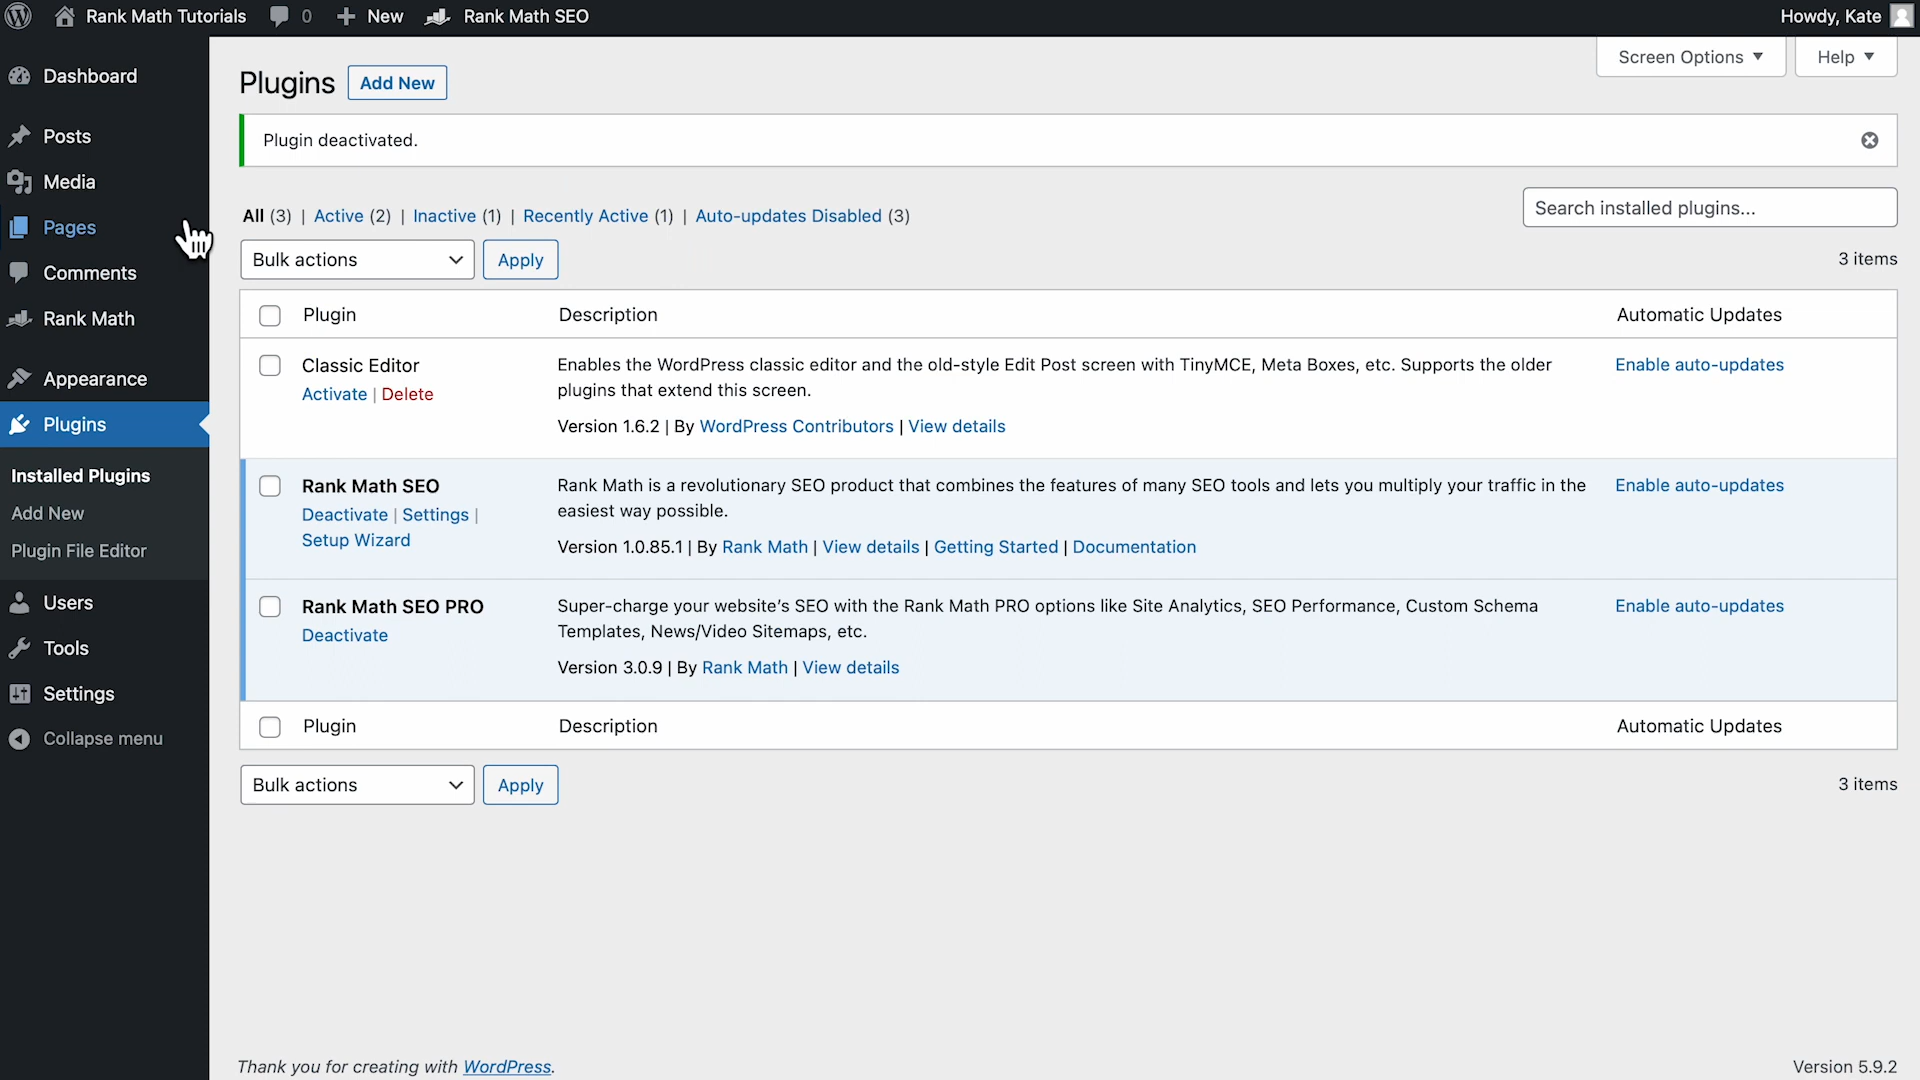 Rank Math Tutorials 0 New Rank Math SEO Howdy, Kate
Screen Options Help
Dashboard
Posts
Media
Pages
Comments
Rank Math
Appearance
Plugins
Installed Plugins
Add New
Plugin File Editor
Users
Tools
Settings
Collapse menu
Plugins Add New
Plugin deactivated.
All (3) | Active (2) | Inactive (1) | Recently Active (1) | Auto-updates Disabled (3)
Search installed plugins...
Bulk actions Apply 3 items
Plugin Description Automatic Updates
Classic Editor
Activate | Delete
Enables the WordPress classic editor and the old-style Edit Post screen with TinyMCE, Meta Boxes, etc. Supports the older
plugins that extend this screen.
Version 1.6.2 | By WordPress Contributors | View details
Enable auto-updates
Rank Math SEO
Deactivate | Settings |
Setup Wizard
Rank Math is a revolutionary SEO product that combines the features of many SEO tools and lets you multiply your traffic in the
easiest way possible.
Version 1.0.85.1 | By Rank Math | View details | Getting Started | Documentation
Enable auto-updates
Rank Math SEO PRO
Deactivate
Super-charge your website's SEO with the Rank Math PRO options like Site Analytics, SEO Performance, Custom Schema
Templates, News/Video Sitemaps, etc.
Version 3.0.9 | By Rank Math | View details
Enable auto-updates
Plugin Description Automatic Updates
Bulk actions Apply 3 items
Thank you for creating with WordPress. Version 5.9.2